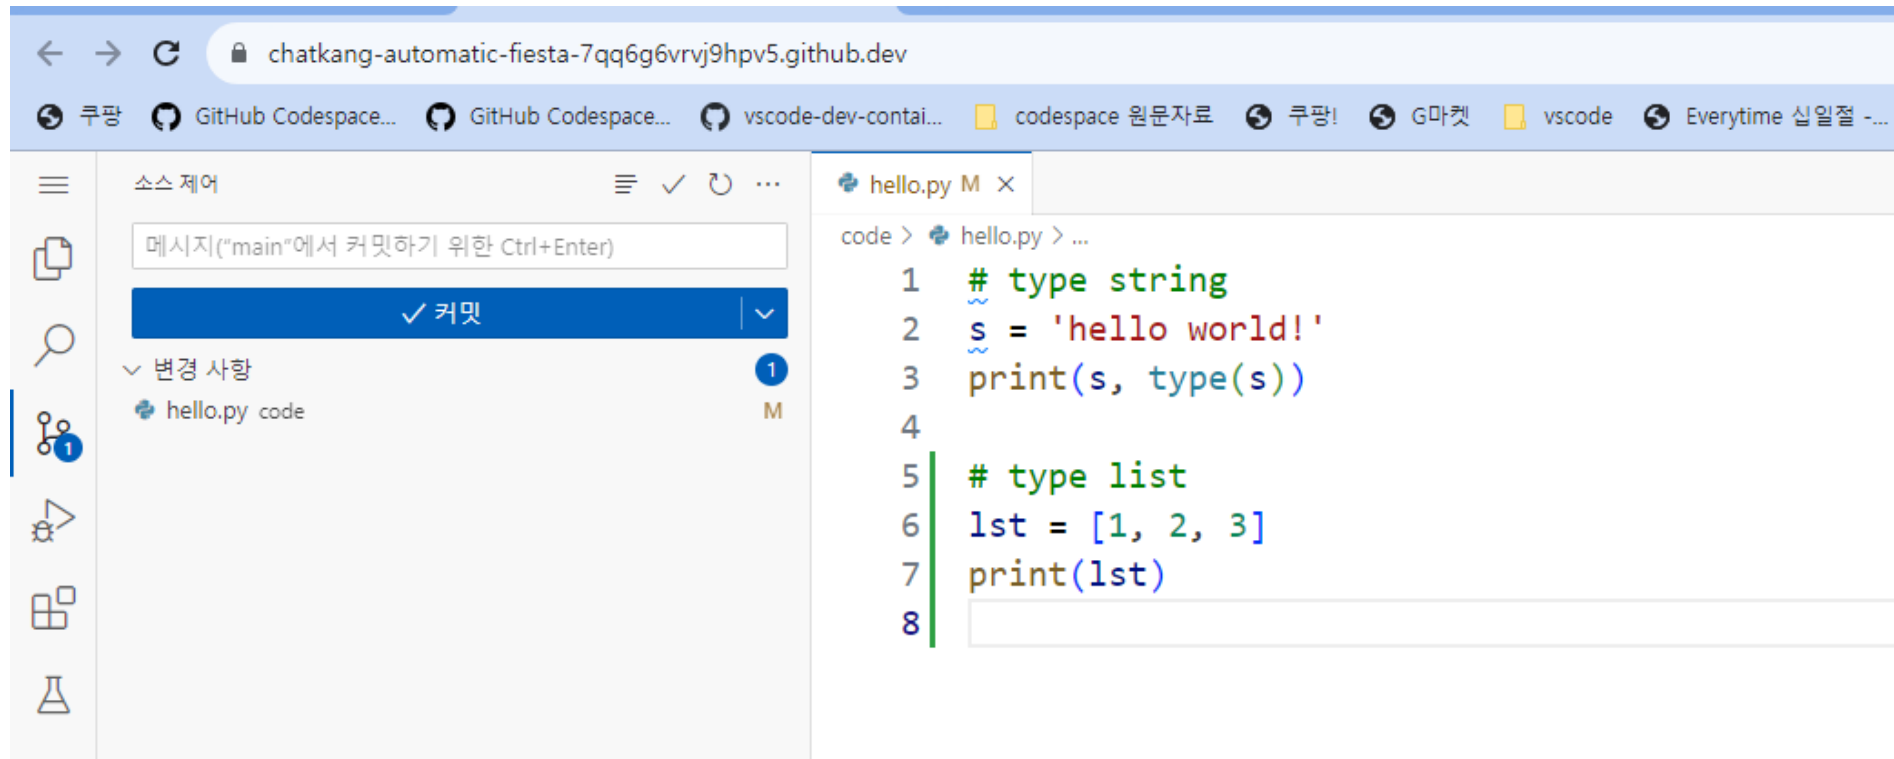 chatkang-automatic-fiesta-7qq6g6vrvj9hpv5.github.dev
쿠팡 GitHub Codespace... GitHub Codespace... vscode-dev-contai... codespace 원문자료 쿠팡! G마켓 vscode Everytime 십일절 -...
소스 제어
메시지("main"에서 커밋하기 위한 Ctrl+Enter)
커밋
변경 사항 1
hello.py code M
1
hello.py M
code > hello.py > ...
1 # type string
2 s = 'hello world!'
3 print(s, type(s))
4
5 # type list
6 lst = [1, 2, 3]
7 print(lst)
8